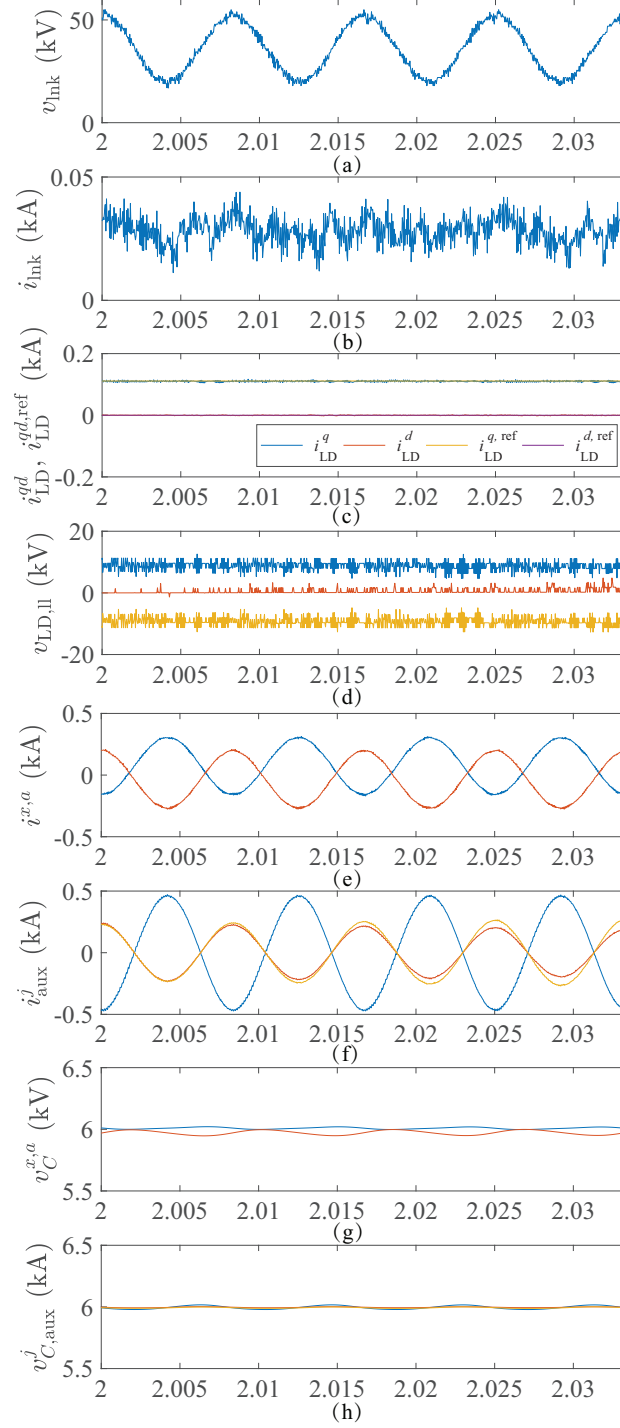 50
0
v_lnk (kV)
2 2.005 2.01 2.015 2.02 2.025 2.03
(a)
0.05
0
i_lnk (kA)
2 2.005 2.01 2.015 2.02 2.025 2.03
(b)
0.2
0
-0.2
i_LD^qd, i_LD^qd,ref (kA)
i_LD^q i_LD^d i_LD^q, ref i_LD^d, ref
2 2.005 2.01 2.015 2.02 2.025 2.03
(c)
20
0
-20
v_LD,ll (kV)
2 2.005 2.01 2.015 2.02 2.025 2.03
(d)
0.5
0
-0.5
i^x,a (kA)
2 2.005 2.01 2.015 2.02 2.025 2.03
(e)
0.5
0
-0.5
i_aux^j (kA)
2 2.005 2.01 2.015 2.02 2.025 2.03
(f)
6.5
6
5.5
v_C^x,a (kV)
2 2.005 2.01 2.015 2.02 2.025 2.03
(g)
6.5
6
5.5
v_C,aux^j (kA)
2 2.005 2.01 2.015 2.02 2.025 2.03
(h)